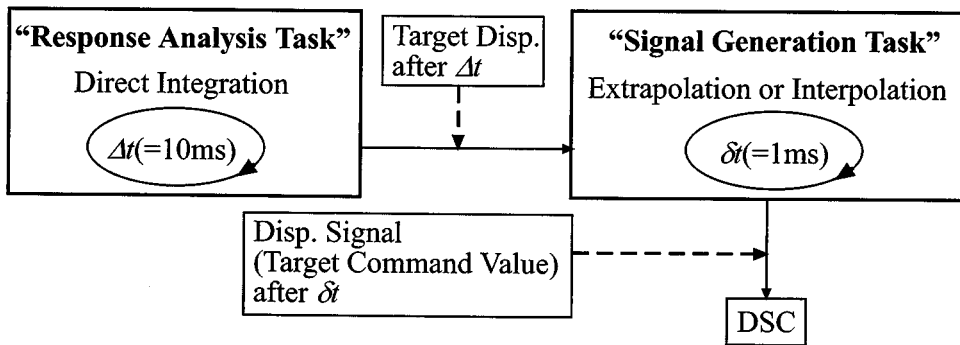 “Response Analysis Task”
Direct Integration
Δt(=10ms)
Target Disp.
after Δt
“Signal Generation Task”
Extrapolation or Interpolation
δt(=1ms)
Disp. Signal
(Target Command Value)
after δt
DSC